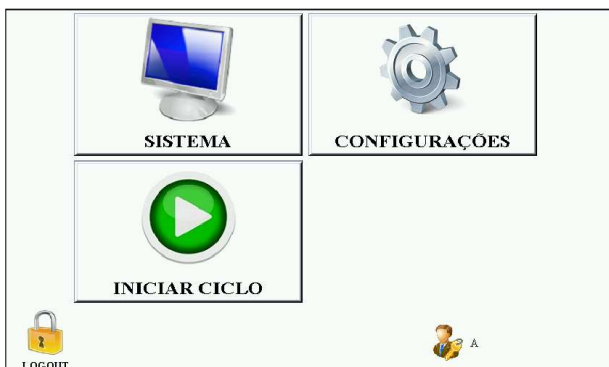 SISTEMA
CONFIGURAÇÕES
INICIAR CICLO
A
LOGOUT